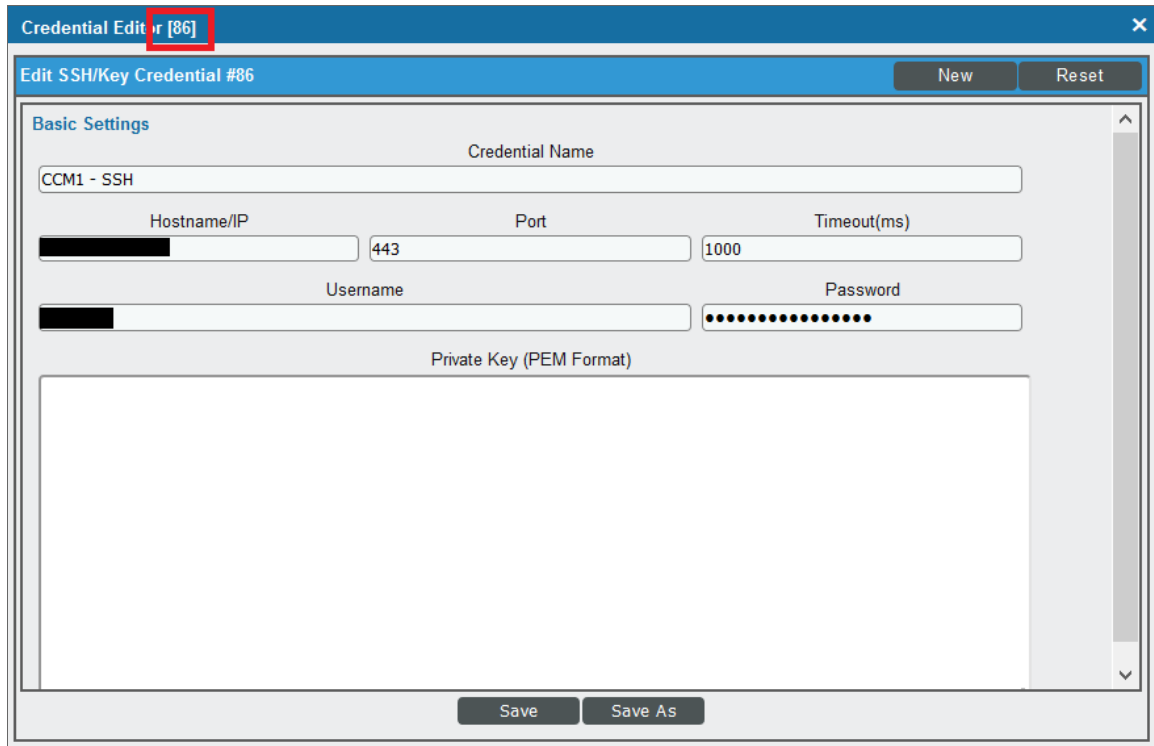 Credential Editor [86]
Edit SSH/Key Credential #86 New Reset
Basic Settings
Credential Name
CCM1 - SSH
Hostname/IP Port Timeout(ms)
443 1000
Username Password
••••••••••••••••
Private Key (PEM Format)
Save Save As